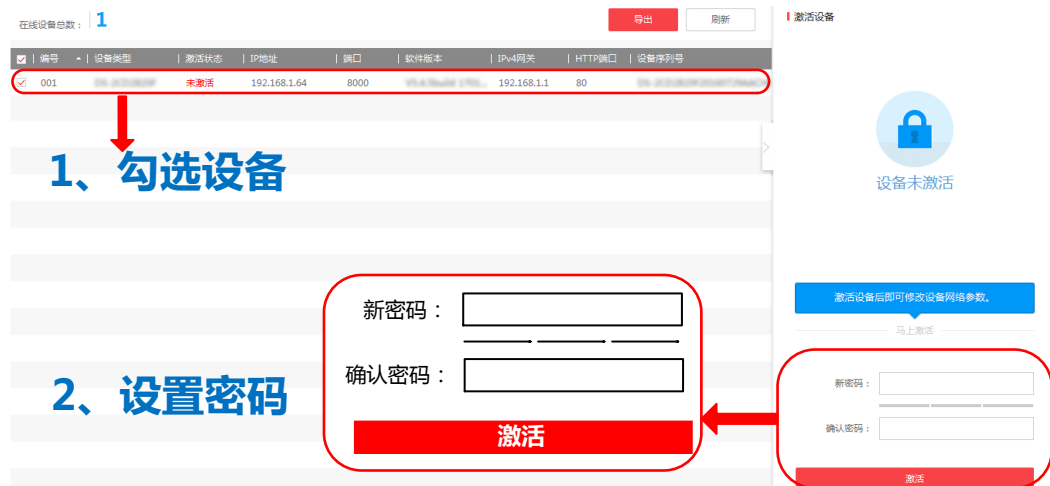 在线设备总数： 1
导出 刷新
激活设备
编号 设备类型 激活状态 IP地址 端口 软件版本 IPv4网关 HTTP端口 设备序列号
001 未激活 192.168.1.64 8000 192.168.1.1 80
1、勾选设备
设备未激活
激活设备后即可修改设备网络参数。
马上激活
新密码：
确认密码：
激活
2、设置密码
新密码：
确认密码：
激活